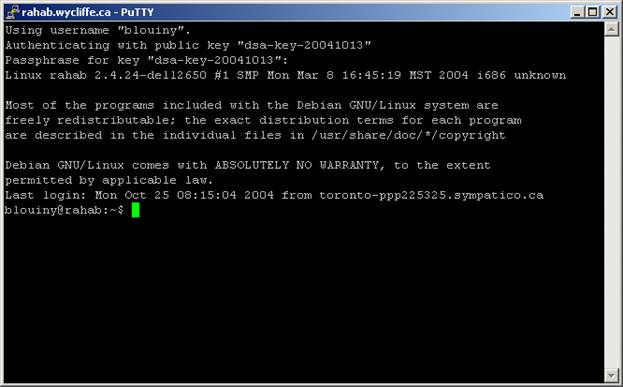 rahab.wycliffe.ca - PuTTY
Using username "blouiny".
Authenticating with public key "dsa-key-20041013"
Passphrase for key "dsa-key-20041013":
Linux rahab 2.4.24-dell2650 #1 SMP Mon Mar 8 16:45:19 MST 2004 i686 unknown
Most of the programs included with the Debian GNU/Linux system are
freely redistributable; the exact distribution terms for each program
are described in the individual files in /usr/share/doc/*/copyright
Debian GNU/Linux comes with ABSOLUTELY NO WARRANTY, to the extent
permitted by applicable law.
Last login: Mon Oct 25 08:15:04 2004 from toronto-ppp225325.sympatico.ca
blouiny@rahab:~$